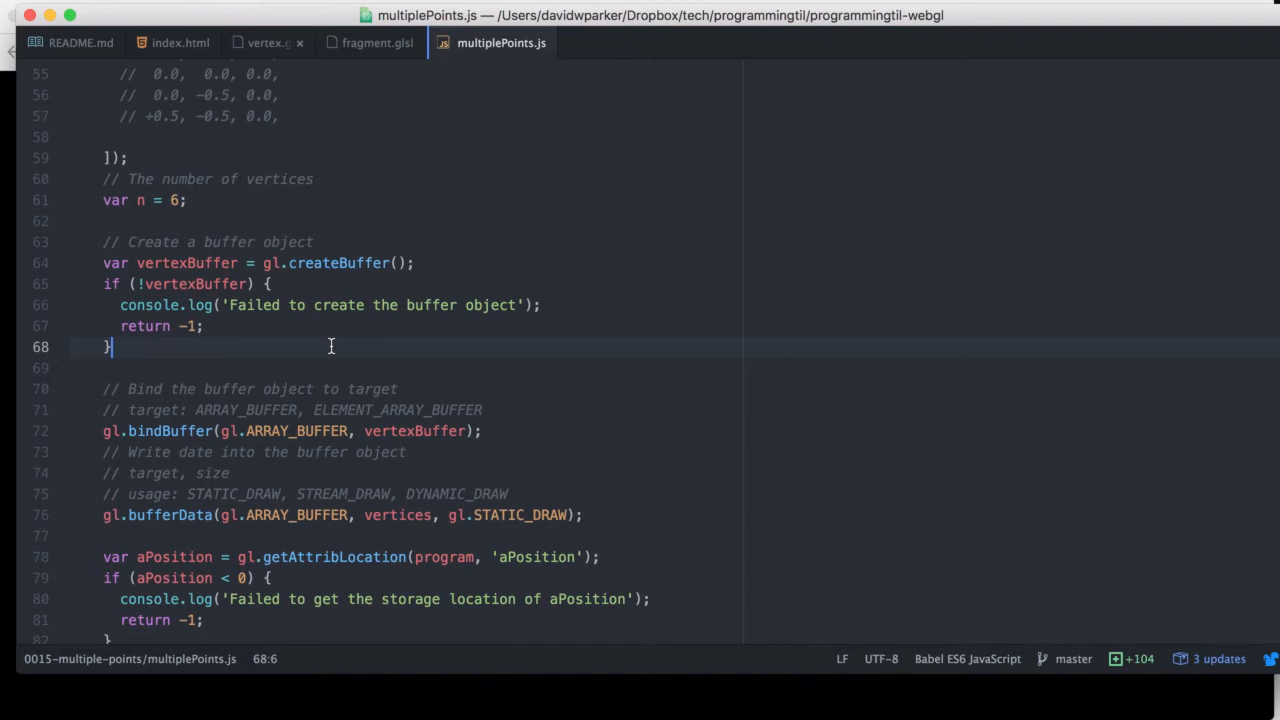 multiplePoints.js — /Users/davidwparker/Dropbox/tech/programmingtil/programmingtil-webgl
README.md index.html vertex.g × fragment.glsl multiplePoints.js
55 // 0.0, 0.0, 0.0,
56 // 0.0, -0.5, 0.0,
57 // +0.5, -0.5, 0.0,
58
59 ]);
60 // The number of vertices
61 var n = 6;
62
63 // Create a buffer object
64 var vertexBuffer = gl.createBuffer();
65 if (!vertexBuffer) {
66 console.log('Failed to create the buffer object');
67 return -1;
68 }
69
70 // Bind the buffer object to target
71 // target: ARRAY_BUFFER, ELEMENT_ARRAY_BUFFER
72 gl.bindBuffer(gl.ARRAY_BUFFER, vertexBuffer);
73 // Write date into the buffer object
74 // target, size
75 // usage: STATIC_DRAW, STREAM_DRAW, DYNAMIC_DRAW
76 gl.bufferData(gl.ARRAY_BUFFER, vertices, gl.STATIC_DRAW);
77
78 var aPosition = gl.getAttribLocation(program, 'aPosition');
79 if (aPosition < 0) {
80 console.log('Failed to get the storage location of aPosition');
81 return -1;
82 }
0015-multiple-points/multiplePoints.js 68:6 LF UTF-8 Babel ES6 JavaScript master +104 3 updates